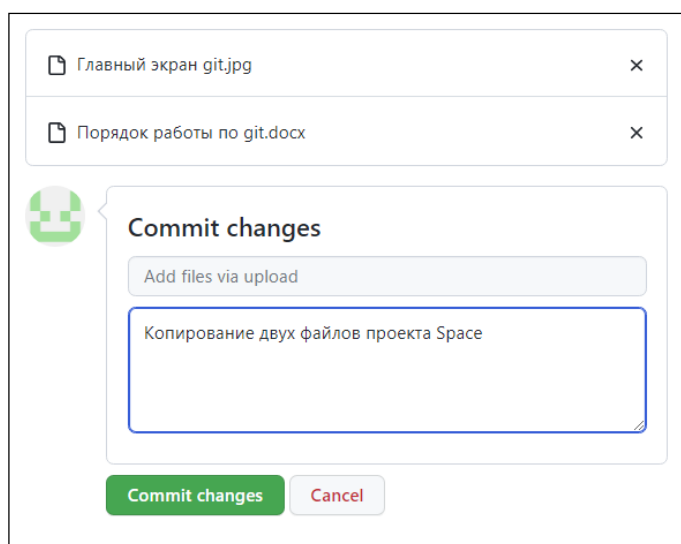 Главный экран git.jpg
Порядок работы по git.docx
Commit changes
Add files via upload
Копирование двух файлов проекта Space
Commit changes
Cancel